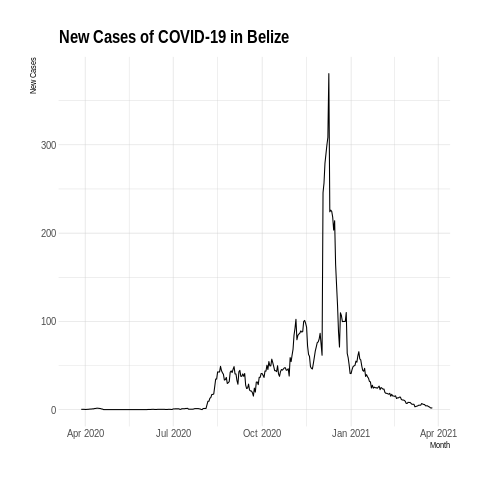 New Cases of COVID-19 in Belize
New Cases
300
200
100
0
Apr 2020 Jul 2020 Oct 2020 Jan 2021 Apr 2021
Month